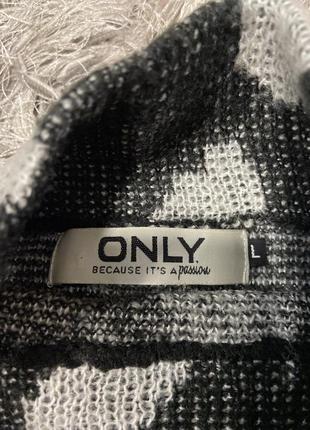 ONLY.
BECAUSE IT'S A passion
L